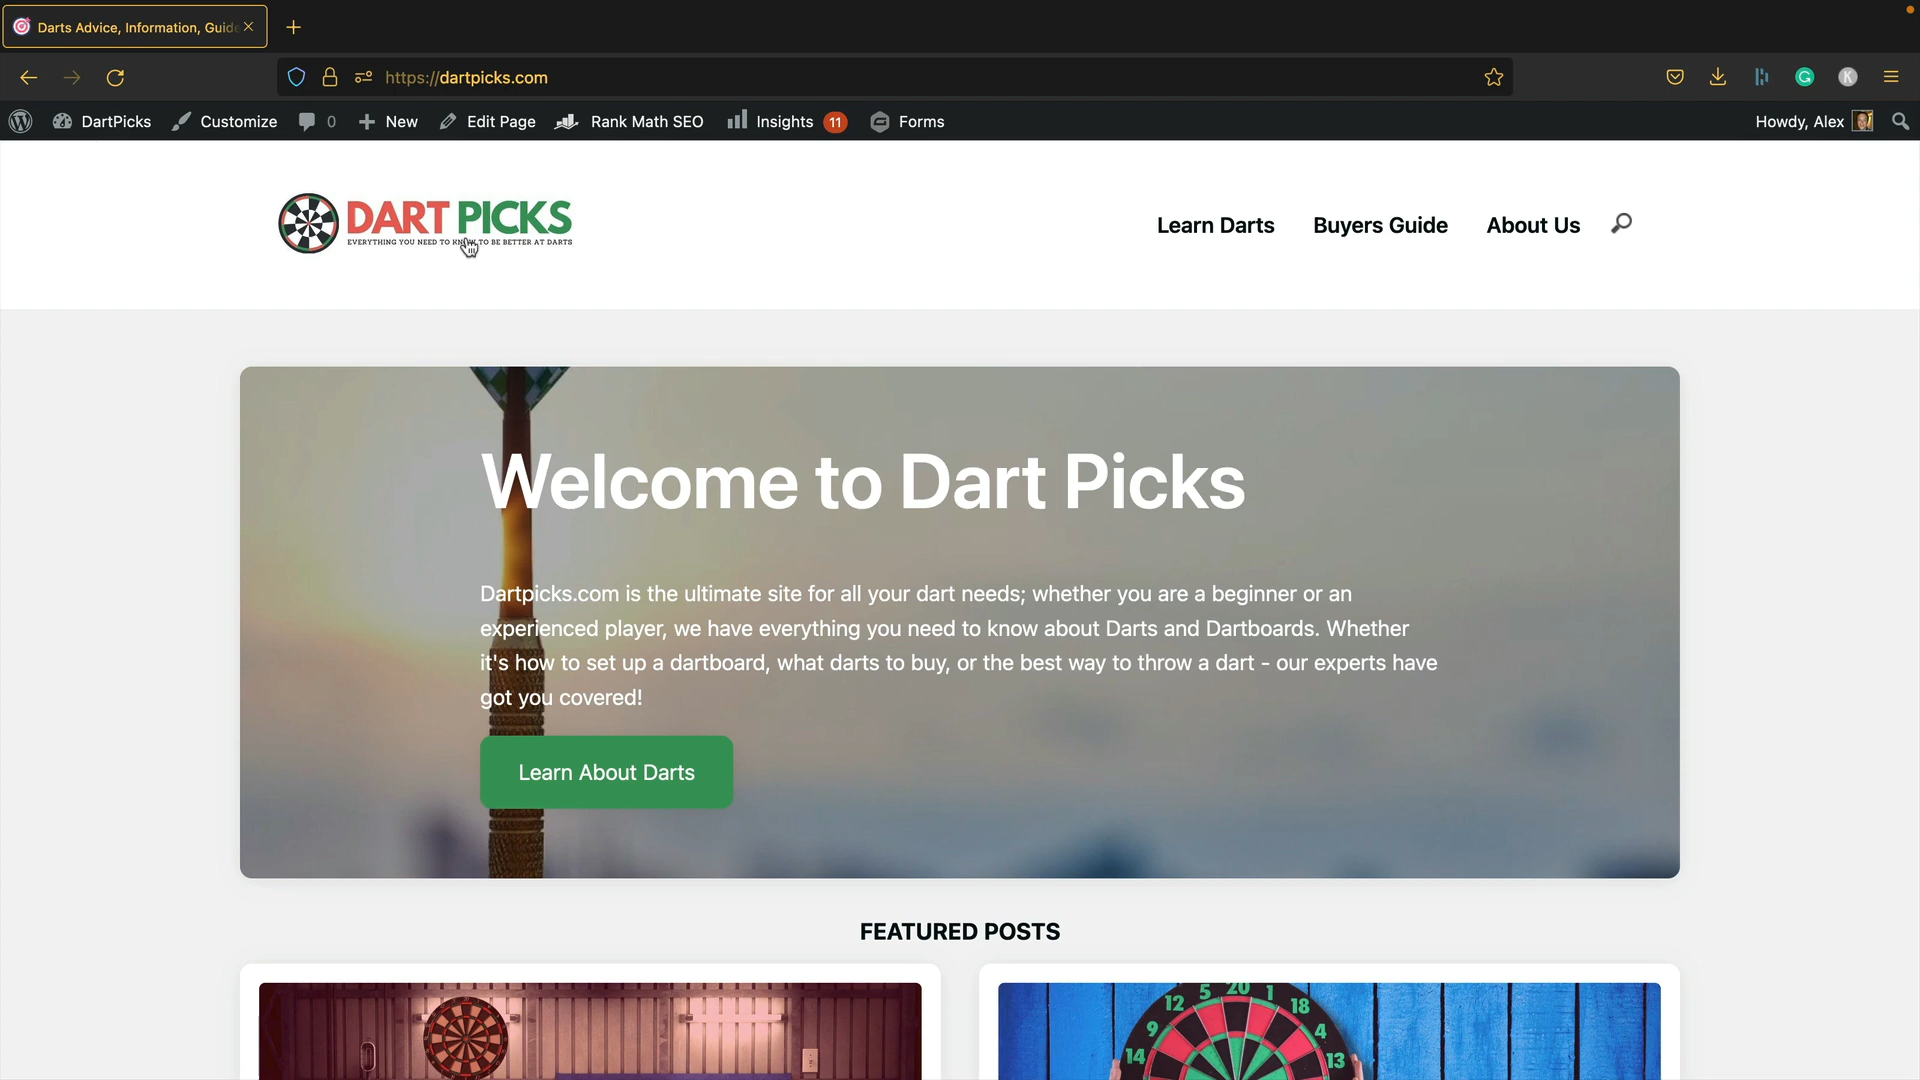 Darts Advice, Information, Guide
https://dartpicks.com
DartPicks Customize 0 New Edit Page Rank Math SEO Insights 11 Forms Howdy, Alex
DART PICKS
EVERYTHING YOU NEED TO KNOW TO BE BETTER AT DARTS
Learn Darts Buyers Guide About Us
Welcome to Dart Picks
Dartpicks.com is the ultimate site for all your dart needs; whether you are a beginner or an
experienced player, we have everything you need to know about Darts and Dartboards. Whether
it's how to set up a dartboard, what darts to buy, or the best way to throw a dart - our experts have
got you covered!
Learn About Darts
FEATURED POSTS
14 9 12 5 20 1 18 4 13